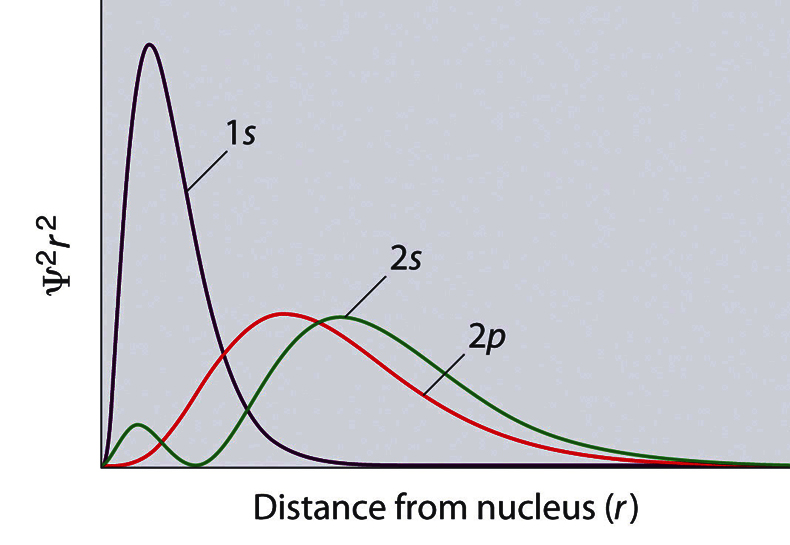 1s
2s
2p
Ψ²r²
Distance from nucleus (r)